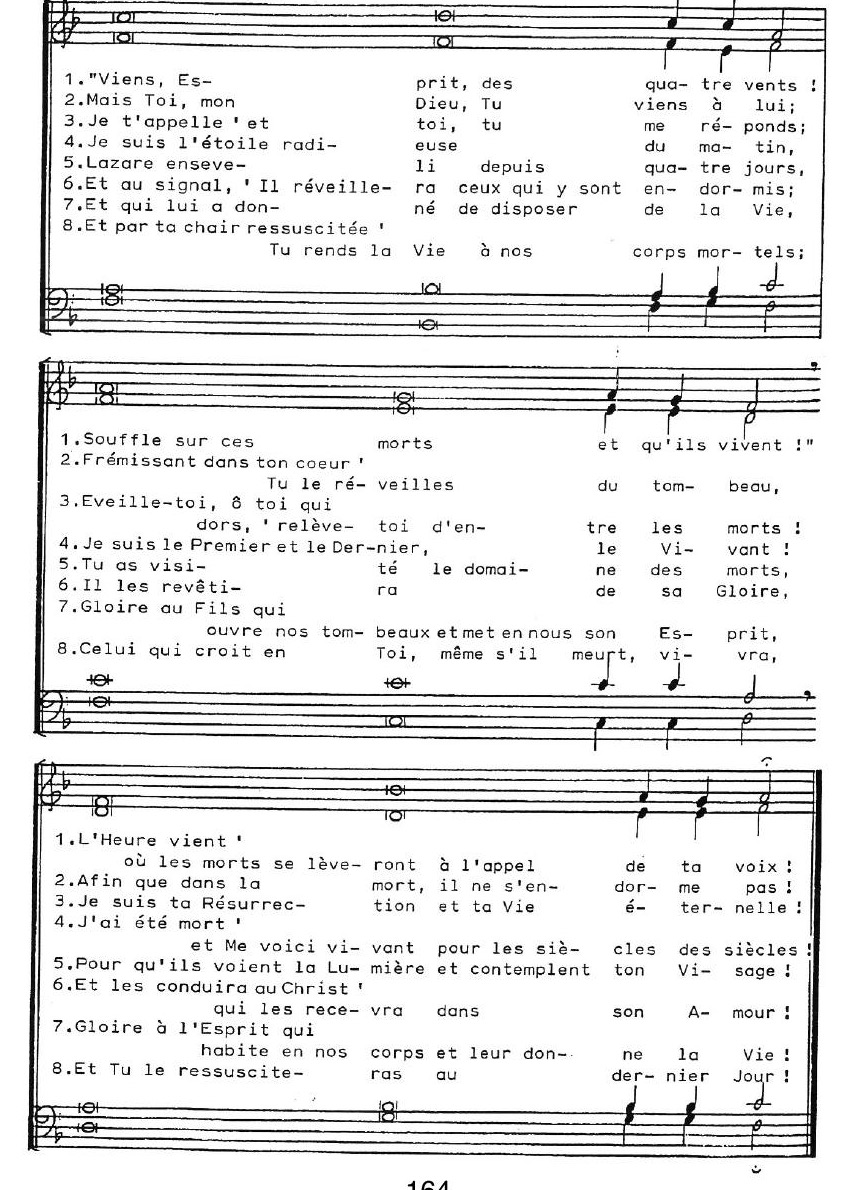 1."Viens, Es- prit, des qua- tre vents !
2.Mais Toi, mon Dieu, Tu viens à lui;
3.Je t'appelle ' et toi, tu me ré- ponds;
4.Je suis l'étoile radi- euse du ma- tin,
5.Lazare enseve- li depuis qua- tre jours,
6.Et au signal, ' Il réveille- ra ceux qui y sont en- dor- mis;
7.Et qui lui a don- né de disposer de la Vie,
8.Et par ta chair ressuscitée '
Tu rends la Vie à nos corps mor- tels;
1.Souffle sur ces morts et qu'ils vivent !"
2.Frémissant dans ton coeur '
Tu le ré- veilles du tom- beau,
3.Eveille-toi, ô toi qui
dors, ' relève- toi d'en- tre les morts !
4.Je suis le Premier et le Der-nier, le Vi- vant !
5.Tu as visi- té le domai- ne des morts,
6.Il les revêti- ra de sa Gloire,
7.Gloire au Fils qui
ouvre nos tom- beaux et met en nous son Es- prit,
8.Celui qui croit en Toi, même s'il meurt, vi- vra,
1.L'Heure vient '
où les morts se lève- ront à l'appel de ta voix !
2.Afin que dans la mort, il ne s'en- dor- me pas !
3.Je suis ta Résurrec- tion et ta Vie é- ter- nelle !
4.J'ai été mort '
et Me voici vi- vant pour les siè- cles des siècles !
5.Pour qu'ils voient la Lu- mière et contemplent ton Vi- sage !
6.Et les conduira au Christ '
qui les rece- vra dans son A- mour !
7.Gloire à l'Esprit qui
habite en nos corps et leur don- ne la Vie !
8.Et Tu le ressuscite- ras au der- nier Jour !
164